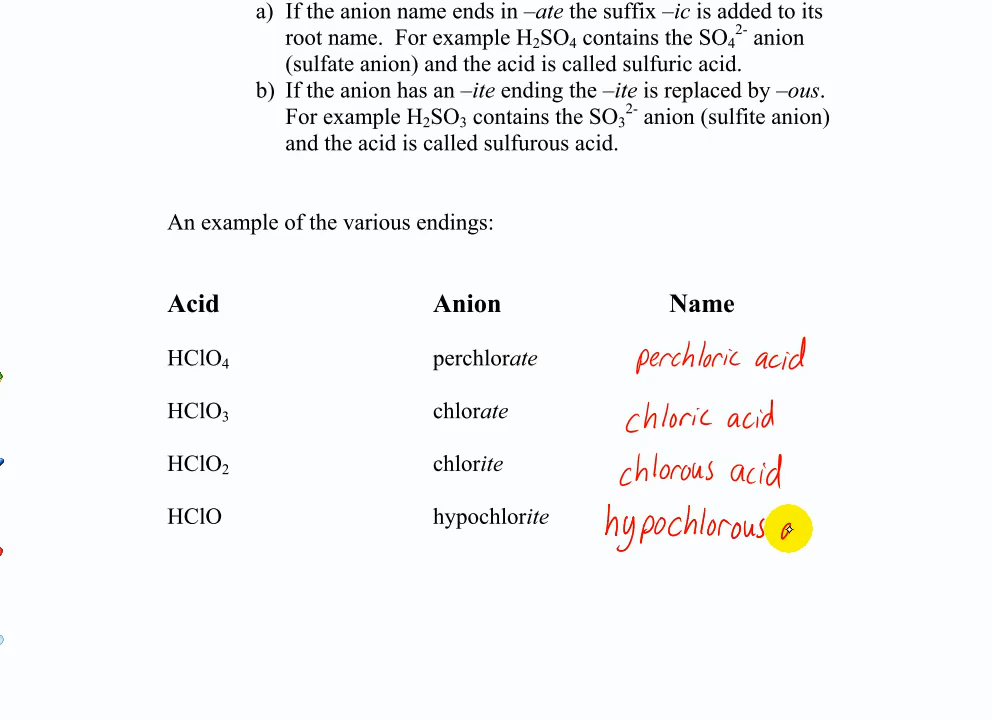 a) If the anion name ends in –ate the suffix –ic is added to its
root name. For example H₂SO₄ contains the SO₄²⁻ anion
(sulfate anion) and the acid is called sulfuric acid.
b) If the anion has an –ite ending the –ite is replaced by –ous.
For example H₂SO₃ contains the SO₃²⁻ anion (sulfite anion)
and the acid is called sulfurous acid.
An example of the various endings:
Acid Anion Name
HClO₄ perchlorate perchloric acid
HClO₃ chlorate chloric acid
HClO₂ chlorite chlorous acid
HClO hypochlorite hypochlorous a